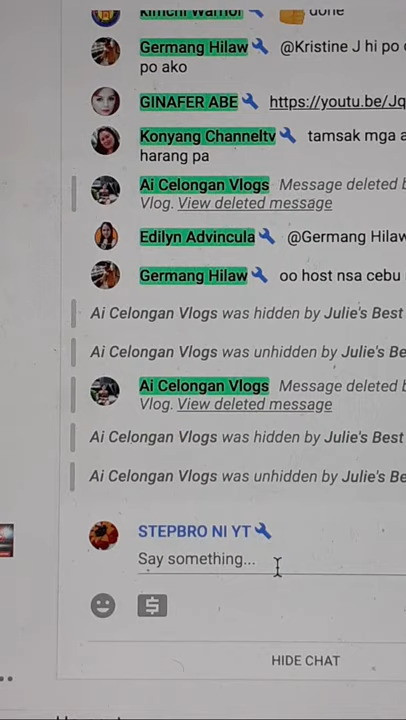 Kimchi Warrior done
Germang Hilaw @Kristine J hi po
po ako
GINAFER ABE https://youtu.be/Jq
Konyang Channeltv tamsak mga a
harang pa
Ai Celongan Vlogs Message deleted b
Vlog. View deleted message
Edilyn Advincula @Germang Hilaw
Germang Hilaw oo host nsa cebu
Ai Celongan Vlogs was hidden by Julie's Best
Ai Celongan Vlogs was unhidden by Julie's Be
Ai Celongan Vlogs Message deleted b
Vlog. View deleted message
Ai Celongan Vlogs was hidden by Julie's Best
Ai Celongan Vlogs was unhidden by Julie's Be
STEPBRO NI YT
Say something...
HIDE CHAT